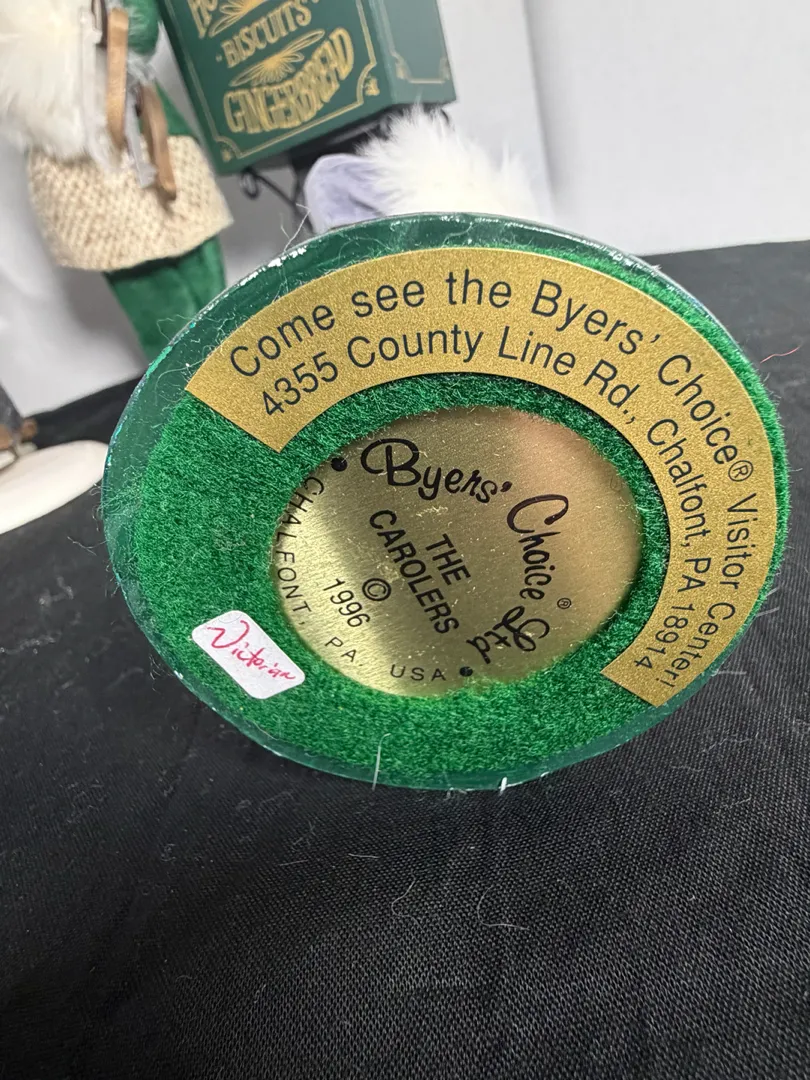 BISCUITS
GINGERBREAD
Come see the Byers' Choice® Visitor Center!
4355 County Line Rd., Chalfont, PA 18914
Byers' Choice® Ltd
THE
CAROLERS
©
1996
CHALFONT, PA USA
Victorian